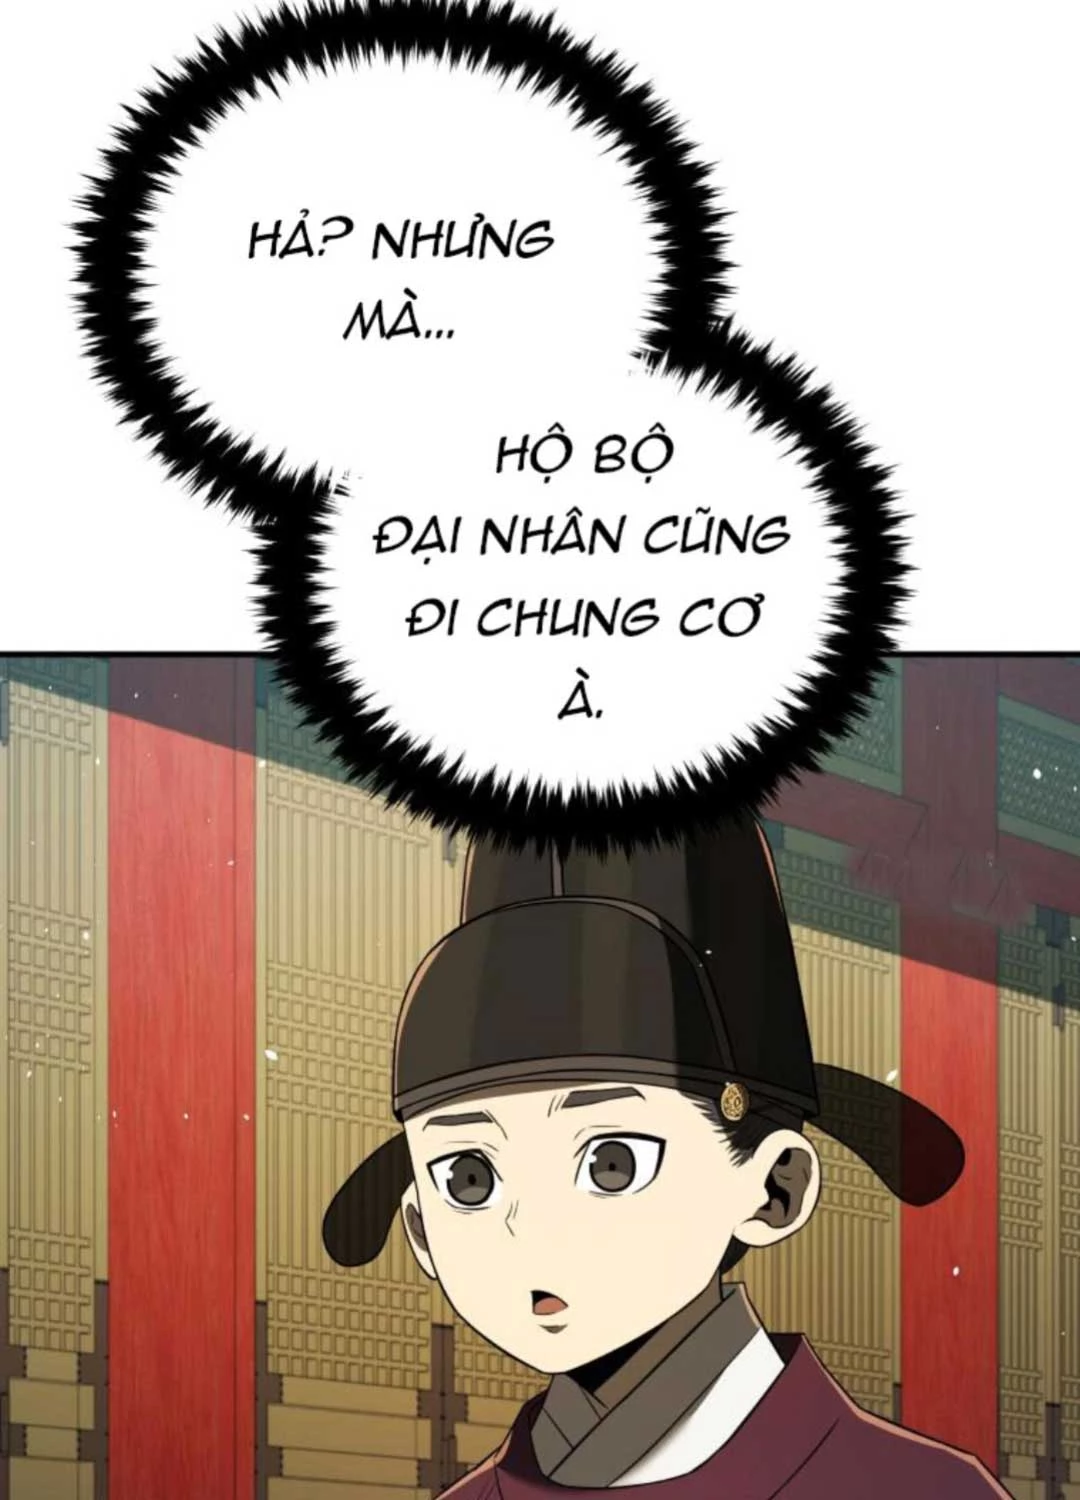 HẢ? NHƯNG
MÀ...
HỘ BỘ
ĐẠI NHÂN CŨNG
ĐI CHUNG CƠ
À.